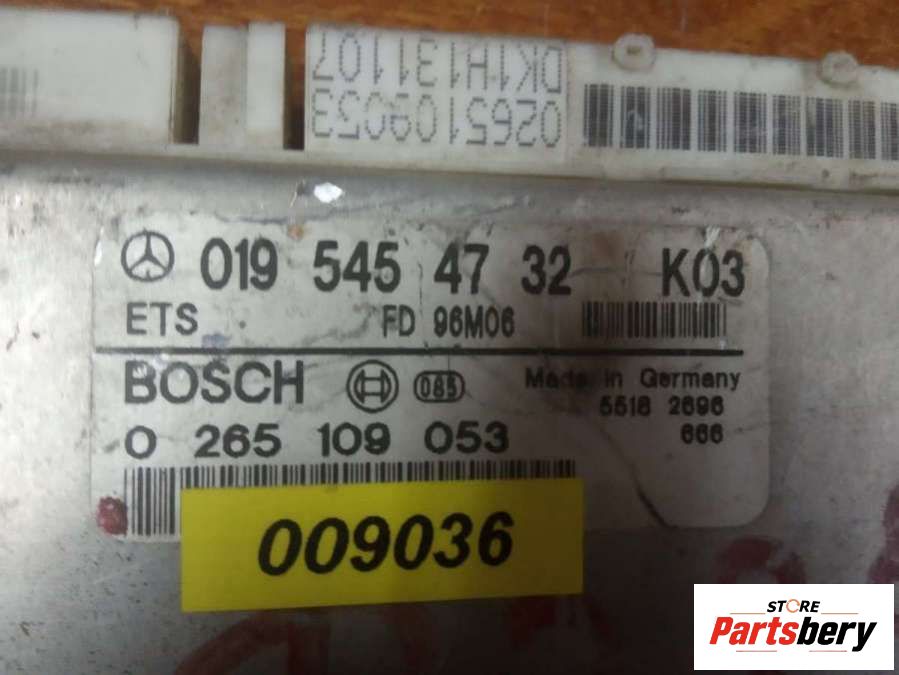 DK1H131107
0265109053
019 545 47 32 K03
ETS FD 96M06
BOSCH 085 Made in Germany
5518 2696
0 265 109 053 666
009036
STORE
Partsbery